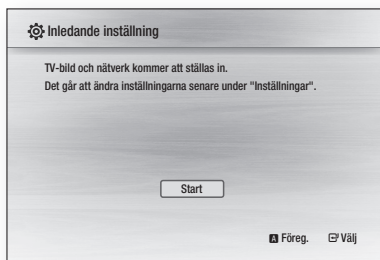 Inledande inställning
TV-bild och nätverk kommer att ställas in.
Det går att ändra inställningarna senare under "Inställningar".
Start
A Föreg. Välj